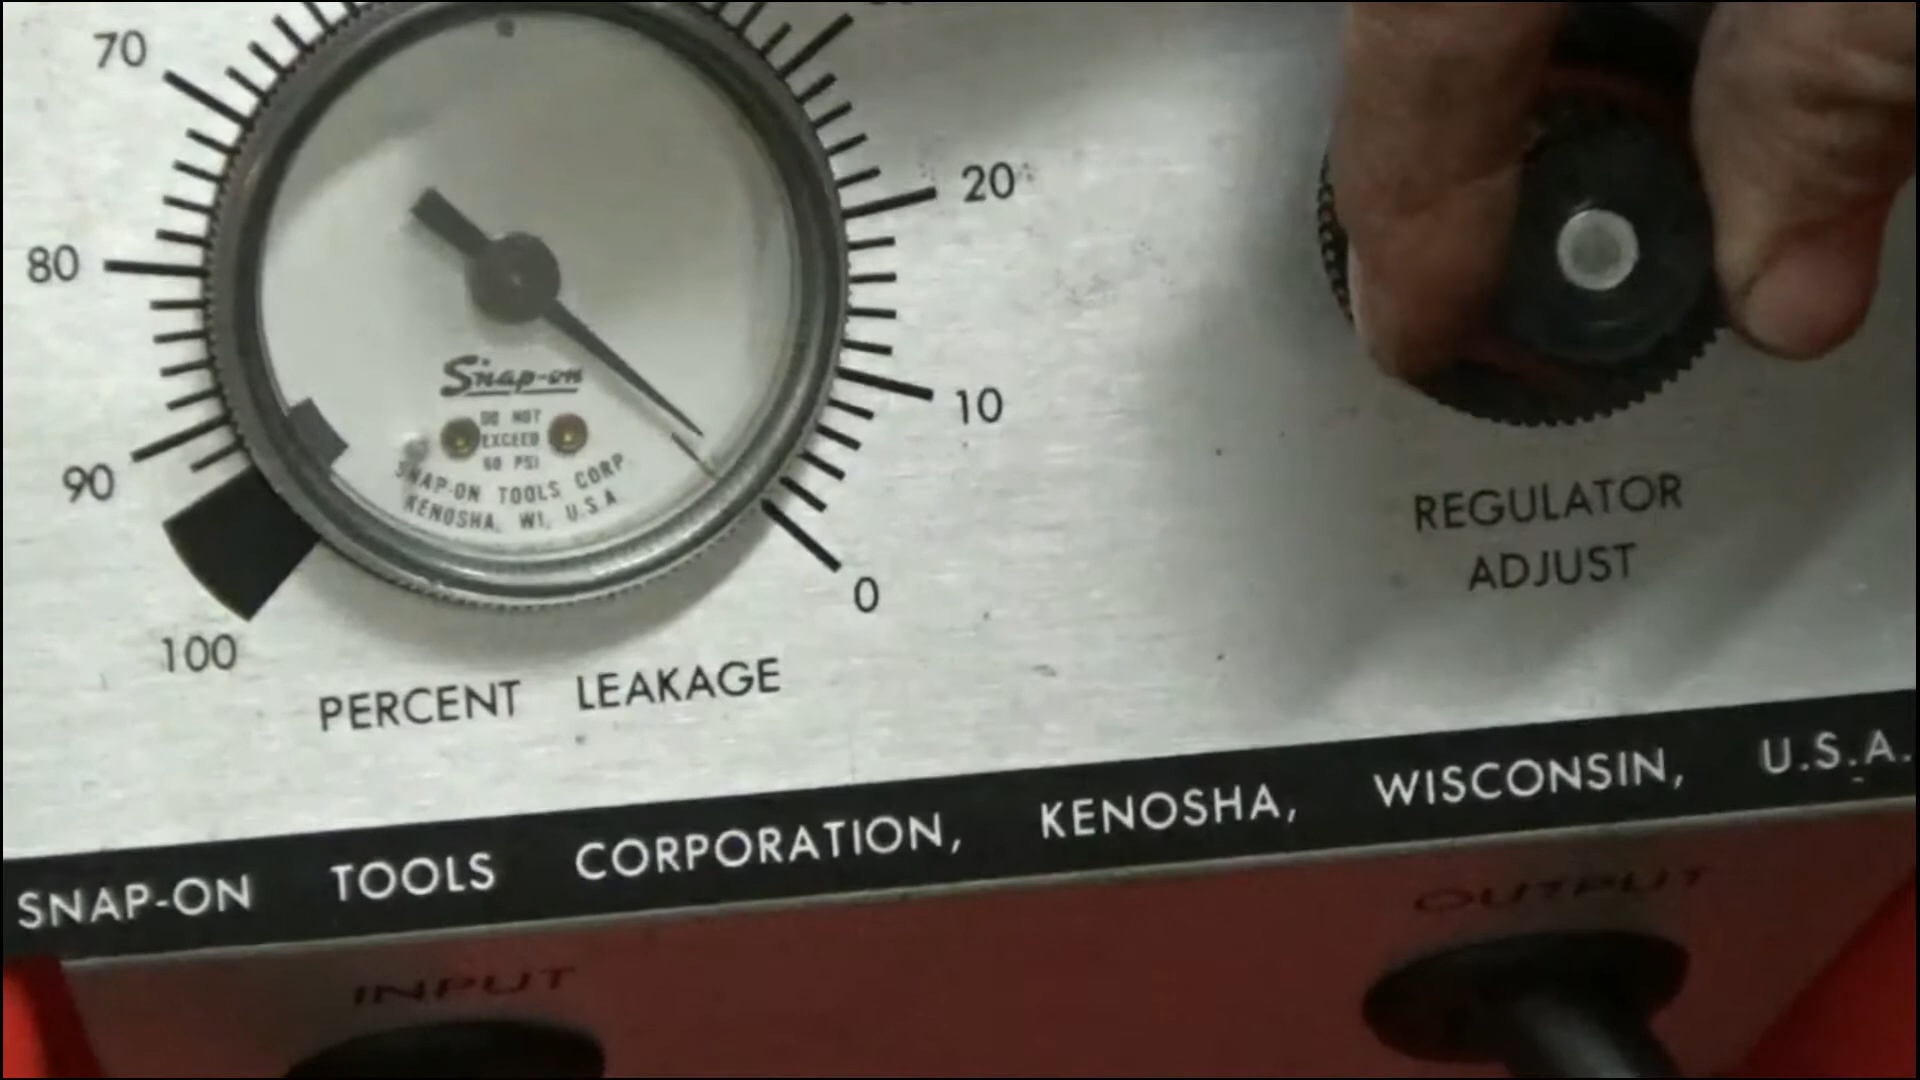 70
20
80
10
90
0
100
Snap-on
DO NOT
EXCEED
60 PSI
SNAP-ON TOOLS CORP.
KENOSHA, WI, U.S.A
PERCENT LEAKAGE
REGULATOR
ADJUST
SNAP-ON TOOLS CORPORATION, KENOSHA, WISCONSIN, U.S.A.
INPUT
OUTPUT